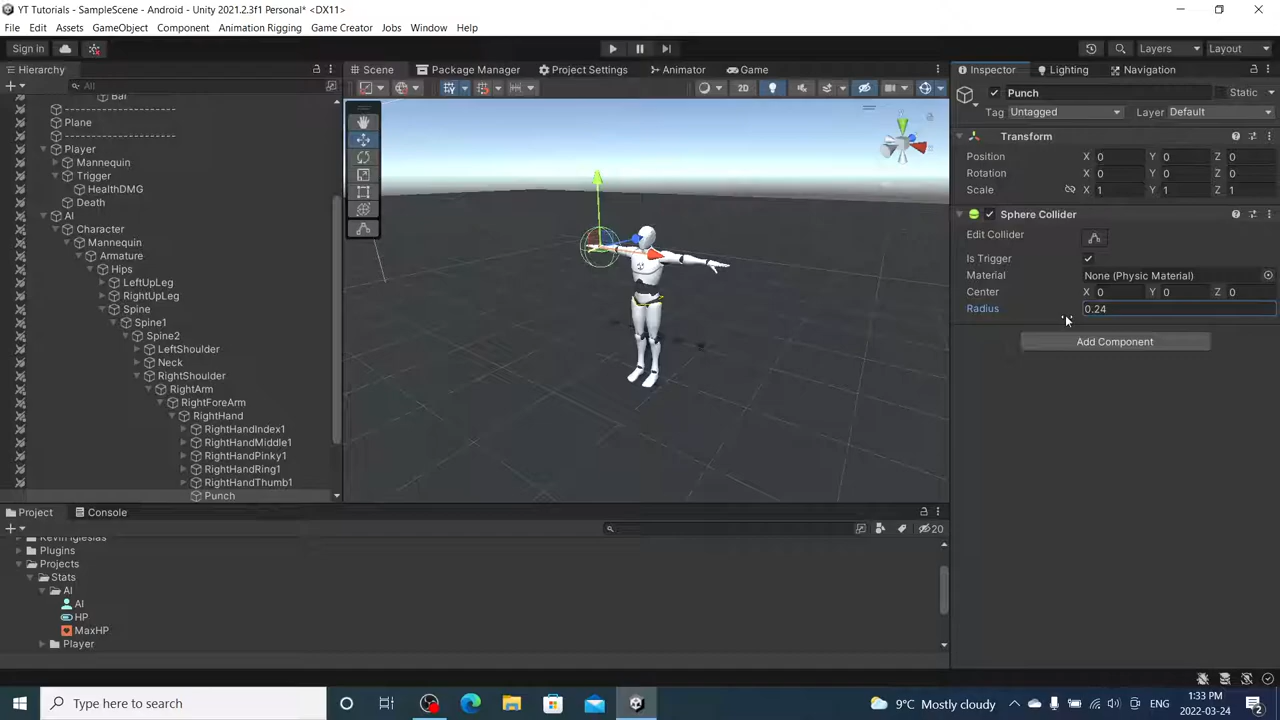 YT Tutorials - SampleScene - Android - Unity 2021.2.3f1 Personal* <DX11>
File Edit Assets GameObject Component Animation Rigging Game Creator Jobs Window Help
Sign in Layers Layout
Hierarchy
All
Bar
--------------------
Plane
--------------------
Player
Mannequin
Trigger
HealthDMG
Death
AI
Character
Mannequin
Armature
Hips
LeftUpLeg
RightUpLeg
Spine
Spine1
Spine2
LeftShoulder
Neck
RightShoulder
RightArm
RightForeArm
RightHand
RightHandIndex1
RightHandMiddle1
RightHandPinky1
RightHandRing1
RightHandThumb1
Punch
Scene Package Manager Project Settings Animator Game
2D
Inspector Lighting Navigation
Punch Static
Tag Untagged Layer Default
Transform
Position X 0 Y 0 Z 0
Rotation X 0 Y 0 Z 0
Scale X 1 Y 1 Z 1
Sphere Collider
Edit Collider
Is Trigger
Material None (Physic Material)
Center X 0 Y 0 Z 0
Radius 0.24
Add Component
Project Console
20
Kevin Iglesias
Plugins
Projects
Stats
AI
AI
HP
MaxHP
Player
Type here to search
9°C Mostly cloudy
ENG
1:33 PM
2022-03-24
2